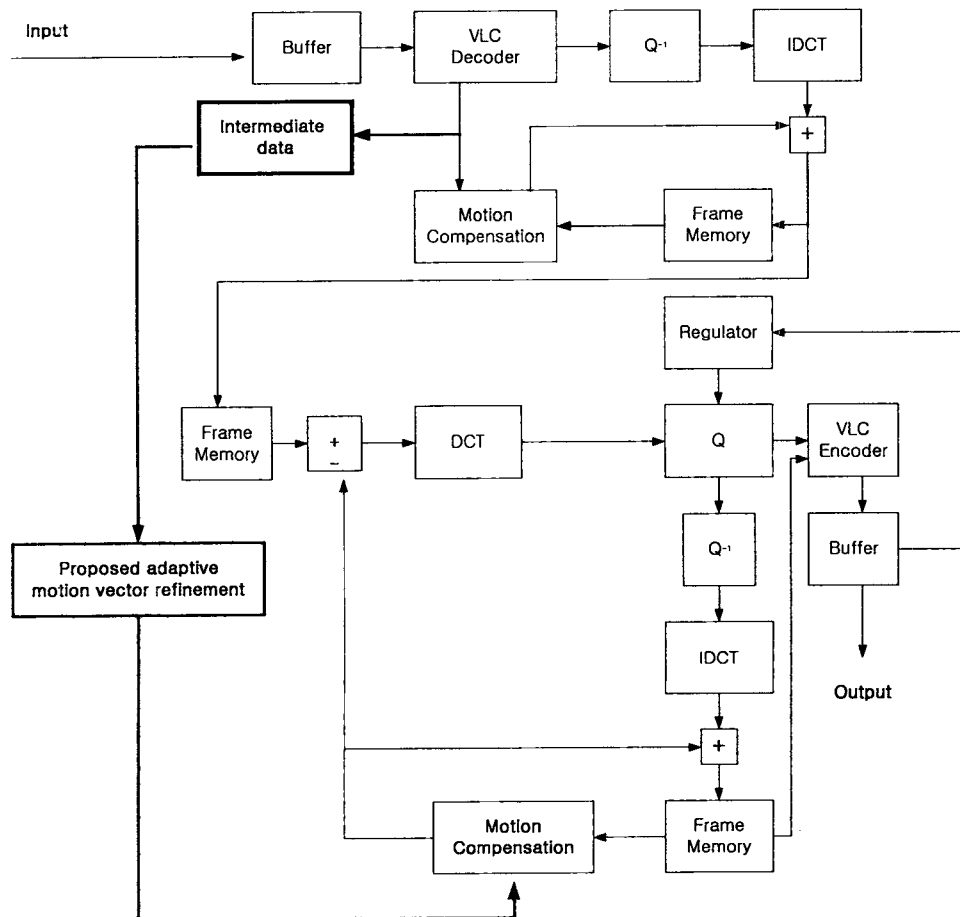 Input
Buffer
VLC
Decoder
Q-1
IDCT
Intermediate
data
+
Motion
Compensation
Frame
Memory
Regulator
Frame
Memory
+
–
DCT
Q
VLC
Encoder
Q-1
Buffer
Proposed adaptive
motion vector refinement
IDCT
Output
+
Motion
Compensation
Frame
Memory